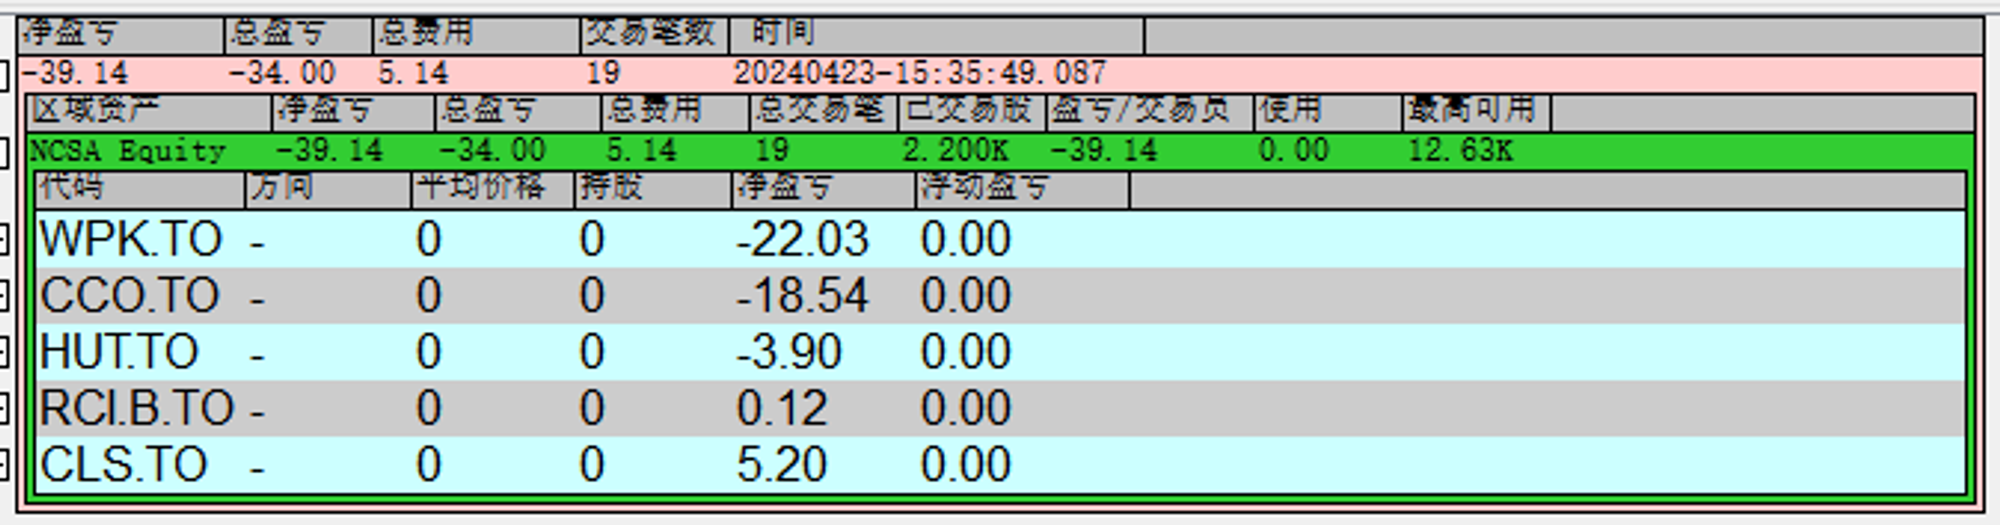 净盈亏 总盈亏 总费用 交易笔数 时间
-39.14 -34.00 5.14 19 20240423-15:35:49.087
区域资产 净盈亏 总盈亏 总费用 总交易笔 已交易股 盈亏/交易员 使用 最高可用
NCSA Equity -39.14 -34.00 5.14 19 2.200K -39.14 0.00 12.63K
代码 方向 平均价格 持股 净盈亏 浮动盈亏
WPK.TO - 0 0 -22.03 0.00
CCO.TO - 0 0 -18.54 0.00
HUT.TO - 0 0 -3.90 0.00
RCI.B.TO - 0 0 0.12 0.00
CLS.TO - 0 0 5.20 0.00